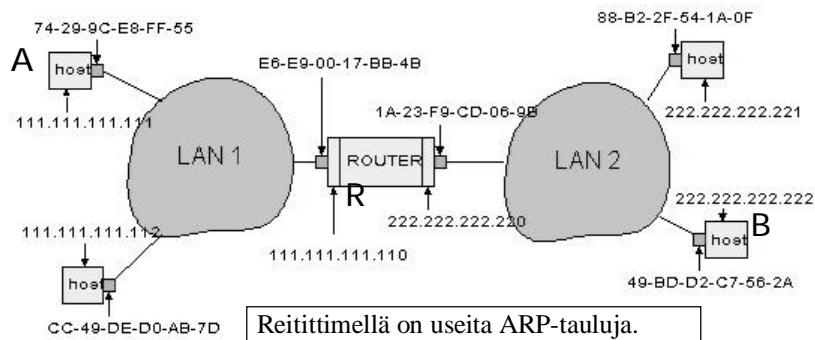 74-29-9C-E8-FF-55
88-B2-2F-54-1A-0F
A
host
E6-E9-00-17-BB-4B
host
1A-23-F9-CD-06-9B
111.111.111.111
222.222.222.221
LAN 1
ROUTER
LAN 2
R
222.222.222.222
111.111.111.112
222.222.222.220
host
B
111.111.111.110
host
49-BD-D2-C7-56-2A
CC-49-DE-D0-AB-7D
Reitittimellä on useita ARP-tauluja.